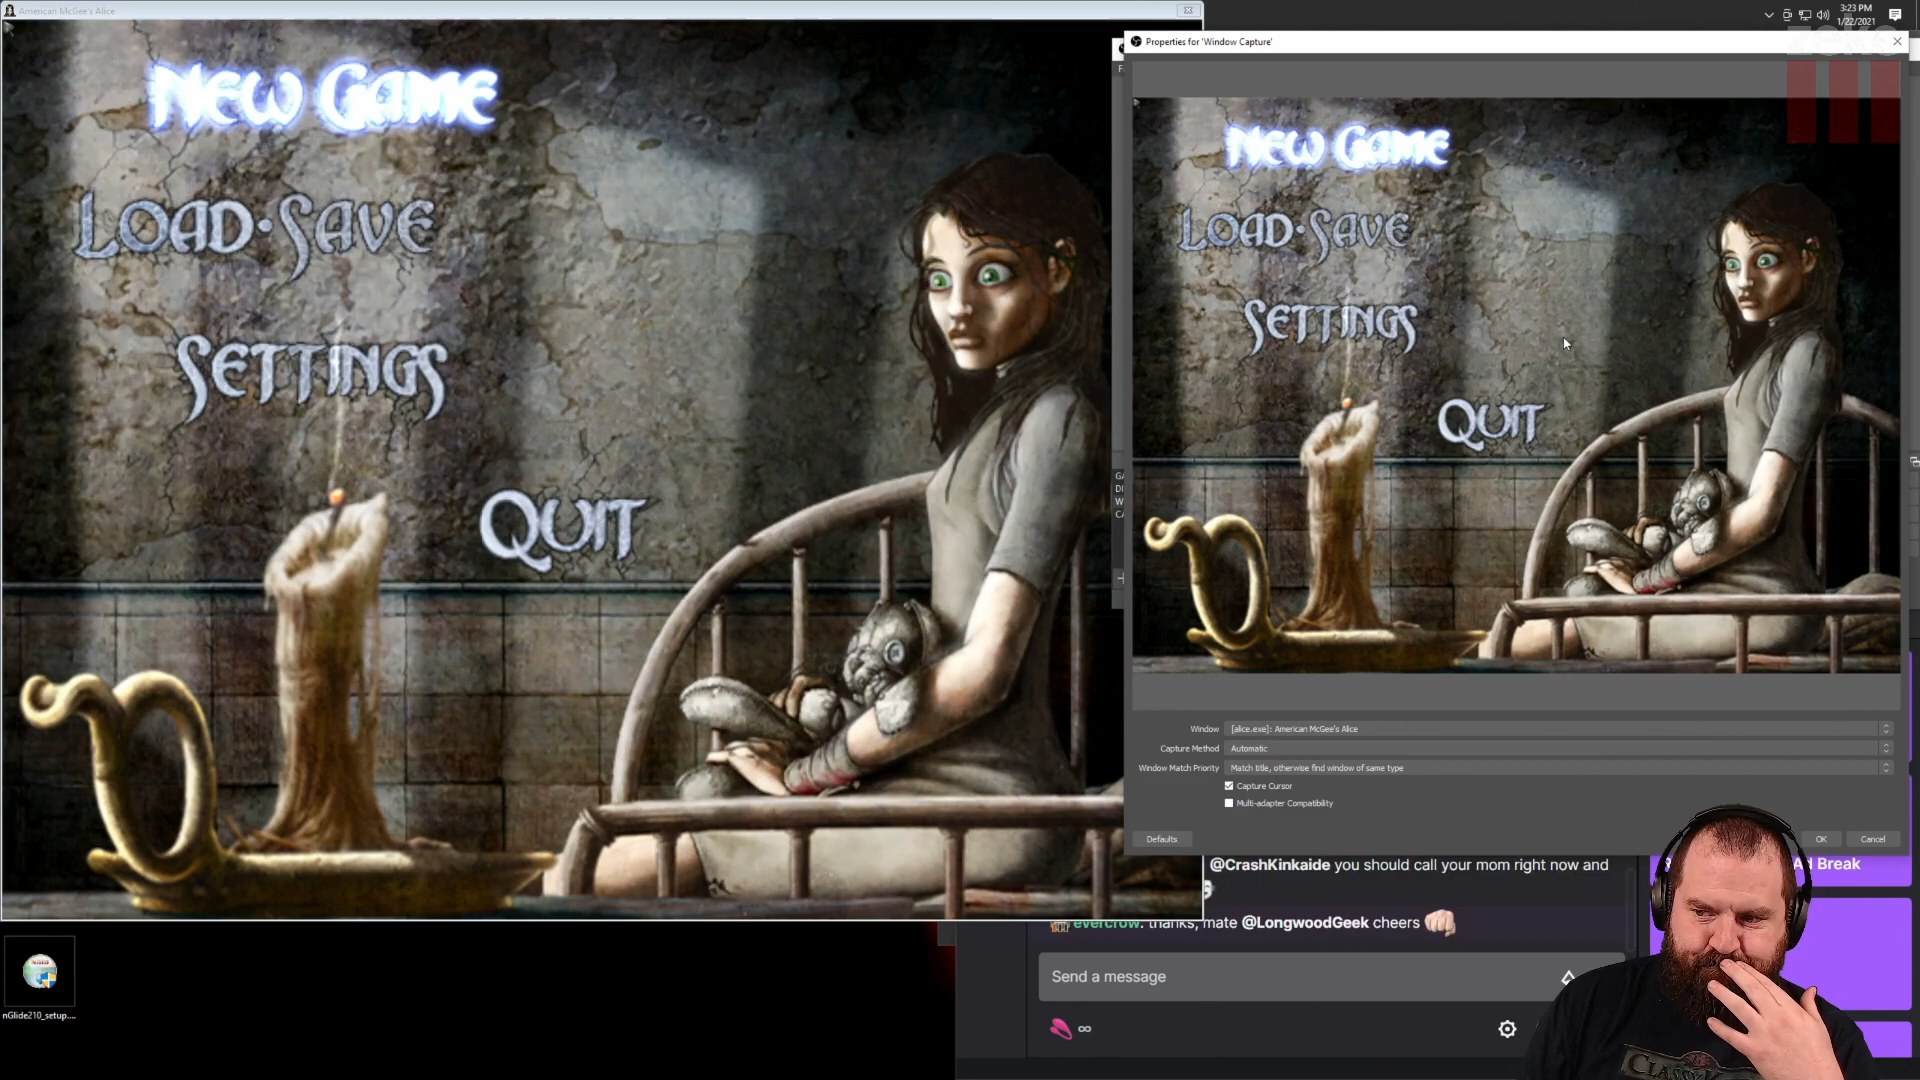 American McGee's Alice
NEW GAME
LOAD·SAVE
SETTINGS
QUIT
nGlide210_setup....
3:23 PM
1/22/2021
Properties for 'Window Capture'
NEW GAME
LOAD·SAVE
SETTINGS
QUIT
Window
[alice.exe]: American McGee's Alice
Capture Method
Automatic
Window Match Priority
Match title, otherwise find window of same type
Capture Cursor
Multi-adapter Compatibility
Defaults
OK
Cancel
@CrashKinkaide you should call your mom right now and
evercrow: thanks, mate @LongwoodGeek cheers
Send a message
∞
Ad Break